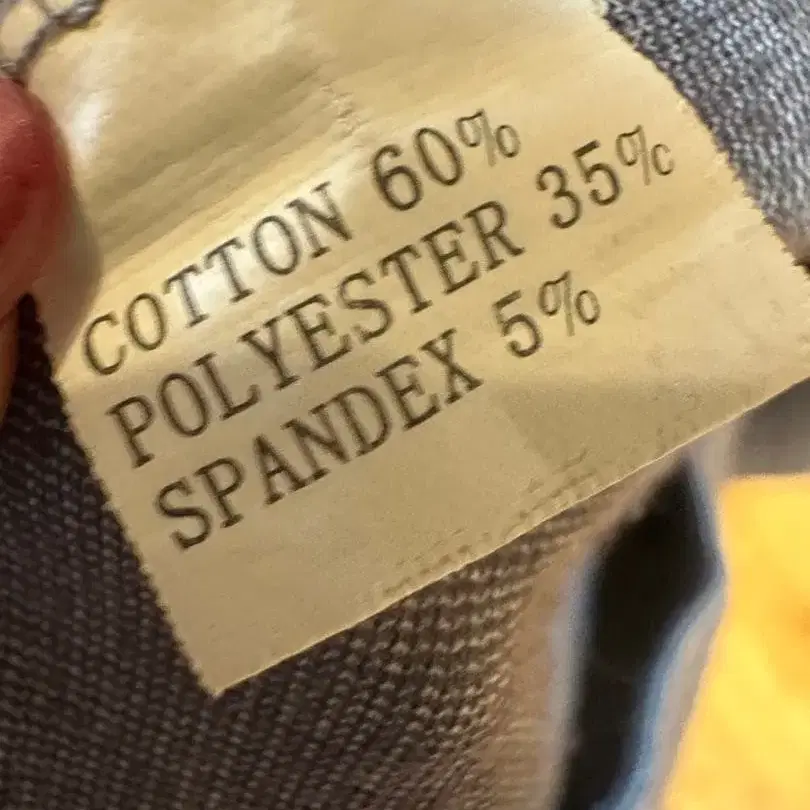 COTTON 60%
POLYESTER 35%
SPANDEX 5%